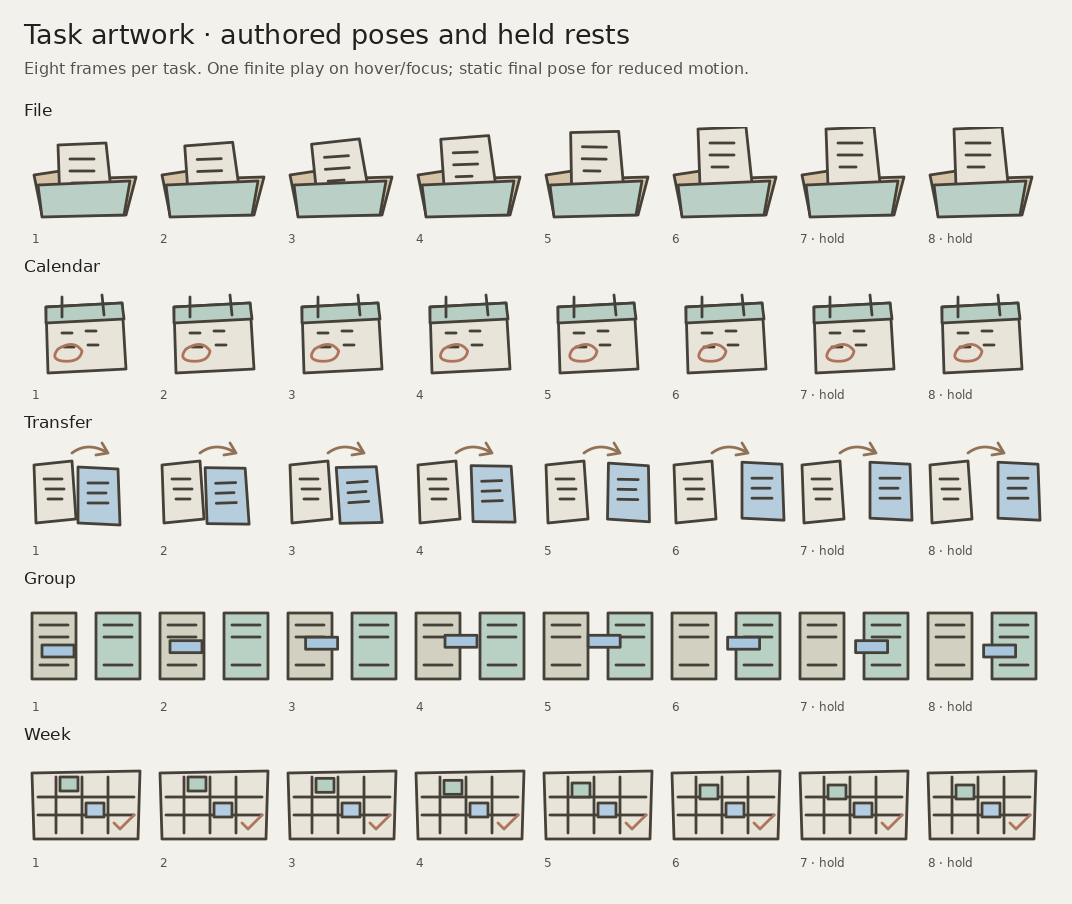 Task artwork · authored poses and held rests
Eight frames per task. One finite play on hover/focus; static final pose for reduced motion.
File
1 2 3 4 5 6 7 · hold 8 · hold
Calendar
1 2 3 4 5 6 7 · hold 8 · hold
Transfer
1 2 3 4 5 6 7 · hold 8 · hold
Group
1 2 3 4 5 6 7 · hold 8 · hold
Week
1 2 3 4 5 6 7 · hold 8 · hold